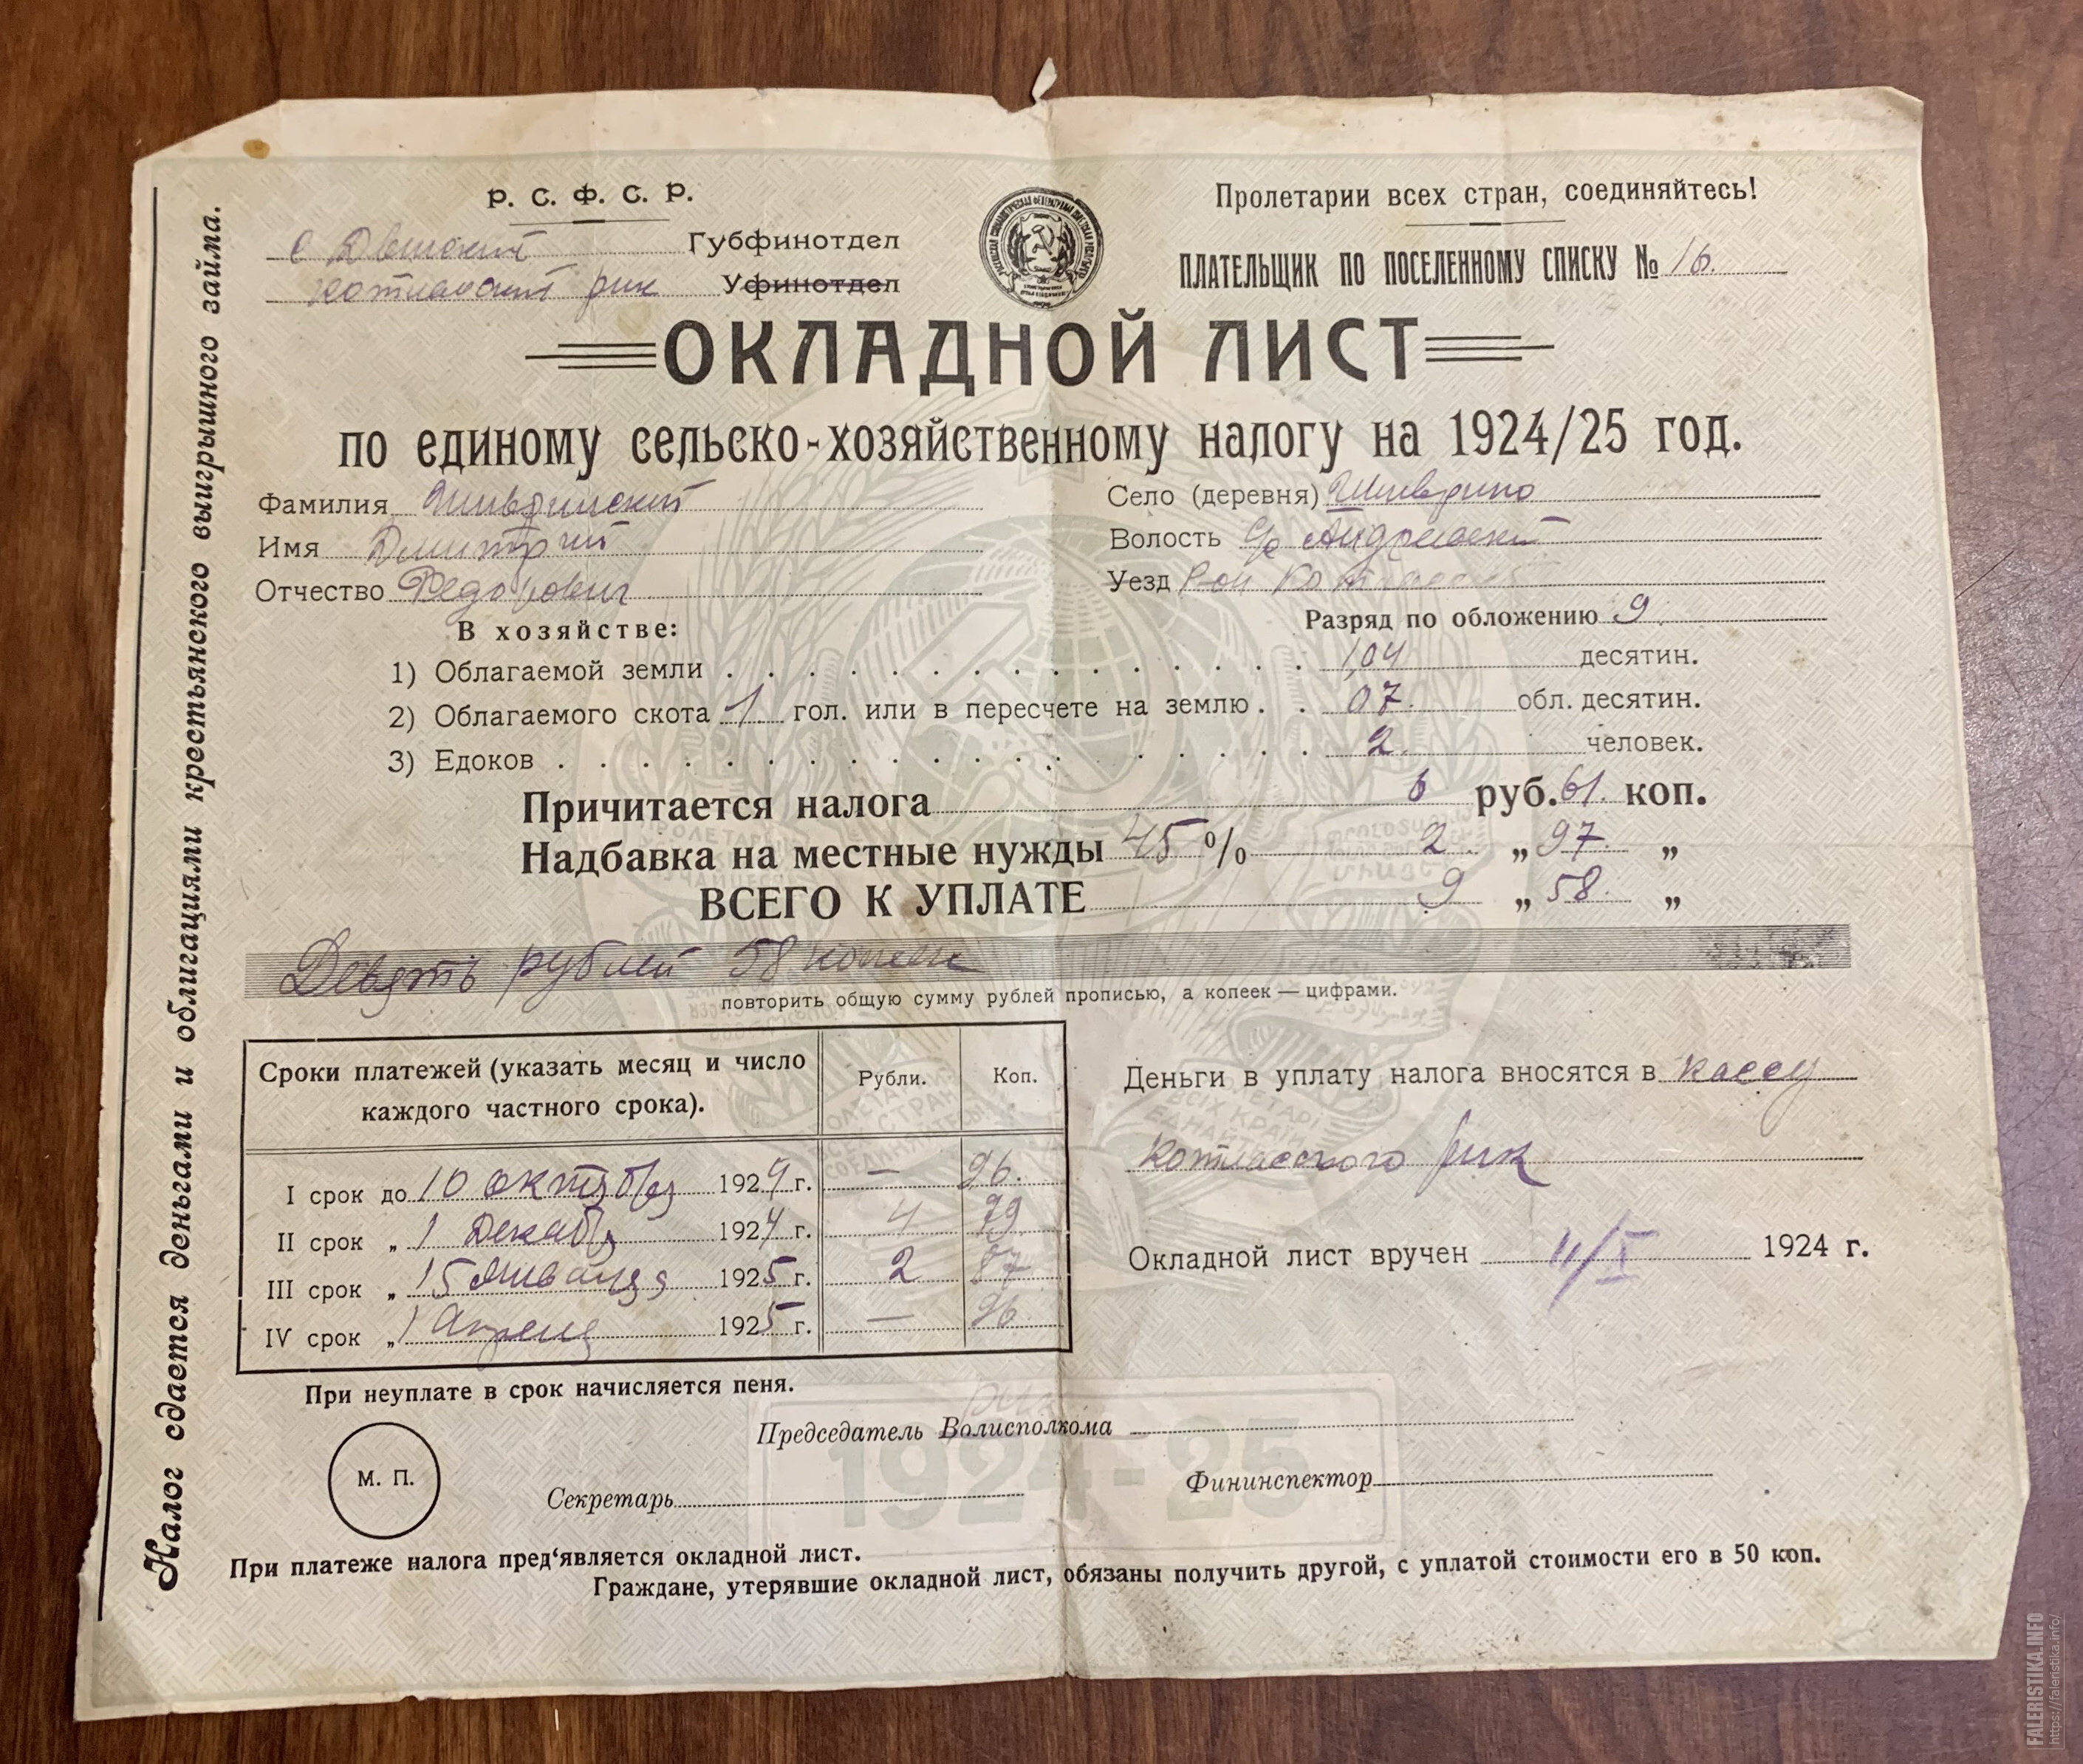 Р. С. Ф. С. Р.
Пролетарии всех стран, соединяйтесь!
с Двинский Губфинотдел
Котласский рик Уфинотдел
ПЛАТЕЛЬЩИК ПО ПОСЕЛЕННОМУ СПИСКУ № 16.
ОКЛАДНОЙ ЛИСТ
по единому сельско-хозяйственному налогу на 1924/25 год.
Фамилия
Село (деревня)
Имя Дмитрий
Волость с/с
Отчество Федорович
Уезд Р-он
В хозяйстве:
Разряд по обложению 9.
1) Облагаемой земли 1,04 десятин.
2) Облагаемого скота 1 гол. или в пересчете на землю. 07. обл. десятин.
3) Едоков 2. человек.
Причитается налога 6 руб. 61. коп.
Надбавка на местные нужды 45 % 2. „ 97. „
ВСЕГО К УПЛАТЕ 9 „ 58. „
Девять рублей 58 копеек
повторить общую сумму рублей прописью, а копеек — цифрами.
Сроки платежей (указать месяц и число каждого частного срока). Рубли. Коп.
I срок до 10 октября 1924 г. — 96.
II срок „ 1 Декабря 1924 г. 4 79
III срок „ 15 Января 1925 г. 2 87
IV срок „ 1 Апреля 1925 г. — 96.
Деньги в уплату налога вносятся в кассу
Котласского рик
Окладной лист вручен 11/X 1924 г.
При неуплате в срок начисляется пеня.
М. П.
Председатель Волисполкома
Секретарь
Фининспектор
1924-25
При платеже налога пред‘является окладной лист.
Граждане, утерявшие окладной лист, обязаны получить другой, с уплатой стоимости его в 50 коп.
Налог сдается деньгами и облигациями крестьянского выигрышного займа.
FALERISTIKA.INFO
https://faleristika.info/